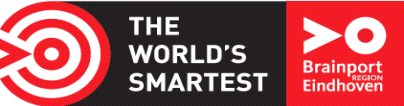 THE
WORLD'S
SMARTEST
Brainport
REGION
Eindhoven